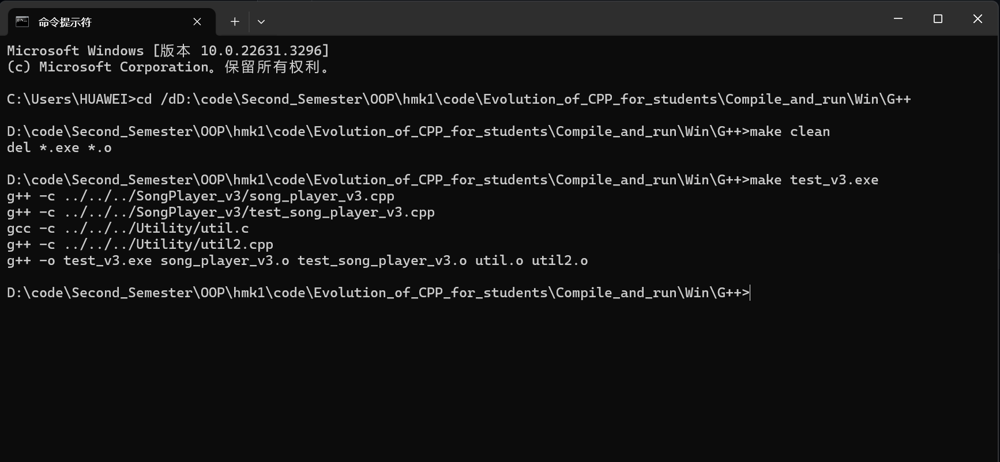 命令提示符
Microsoft Windows [版本 10.0.22631.3296]
(c) Microsoft Corporation。保留所有权利。
C:\Users\HUAWEI>cd /dD:\code\Second_Semester\OOP\hmk1\code\Evolution_of_CPP_for_students\Compile_and_run\Win\G++
D:\code\Second_Semester\OOP\hmk1\code\Evolution_of_CPP_for_students\Compile_and_run\Win\G++>make clean
del *.exe *.o
D:\code\Second_Semester\OOP\hmk1\code\Evolution_of_CPP_for_students\Compile_and_run\Win\G++>make test_v3.exe
g++ -c ../../../SongPlayer_v3/song_player_v3.cpp
g++ -c ../../../SongPlayer_v3/test_song_player_v3.cpp
gcc -c ../../../Utility/util.c
g++ -c ../../../Utility/util2.cpp
g++ -o test_v3.exe song_player_v3.o test_song_player_v3.o util.o util2.o
D:\code\Second_Semester\OOP\hmk1\code\Evolution_of_CPP_for_students\Compile_and_run\Win\G++>